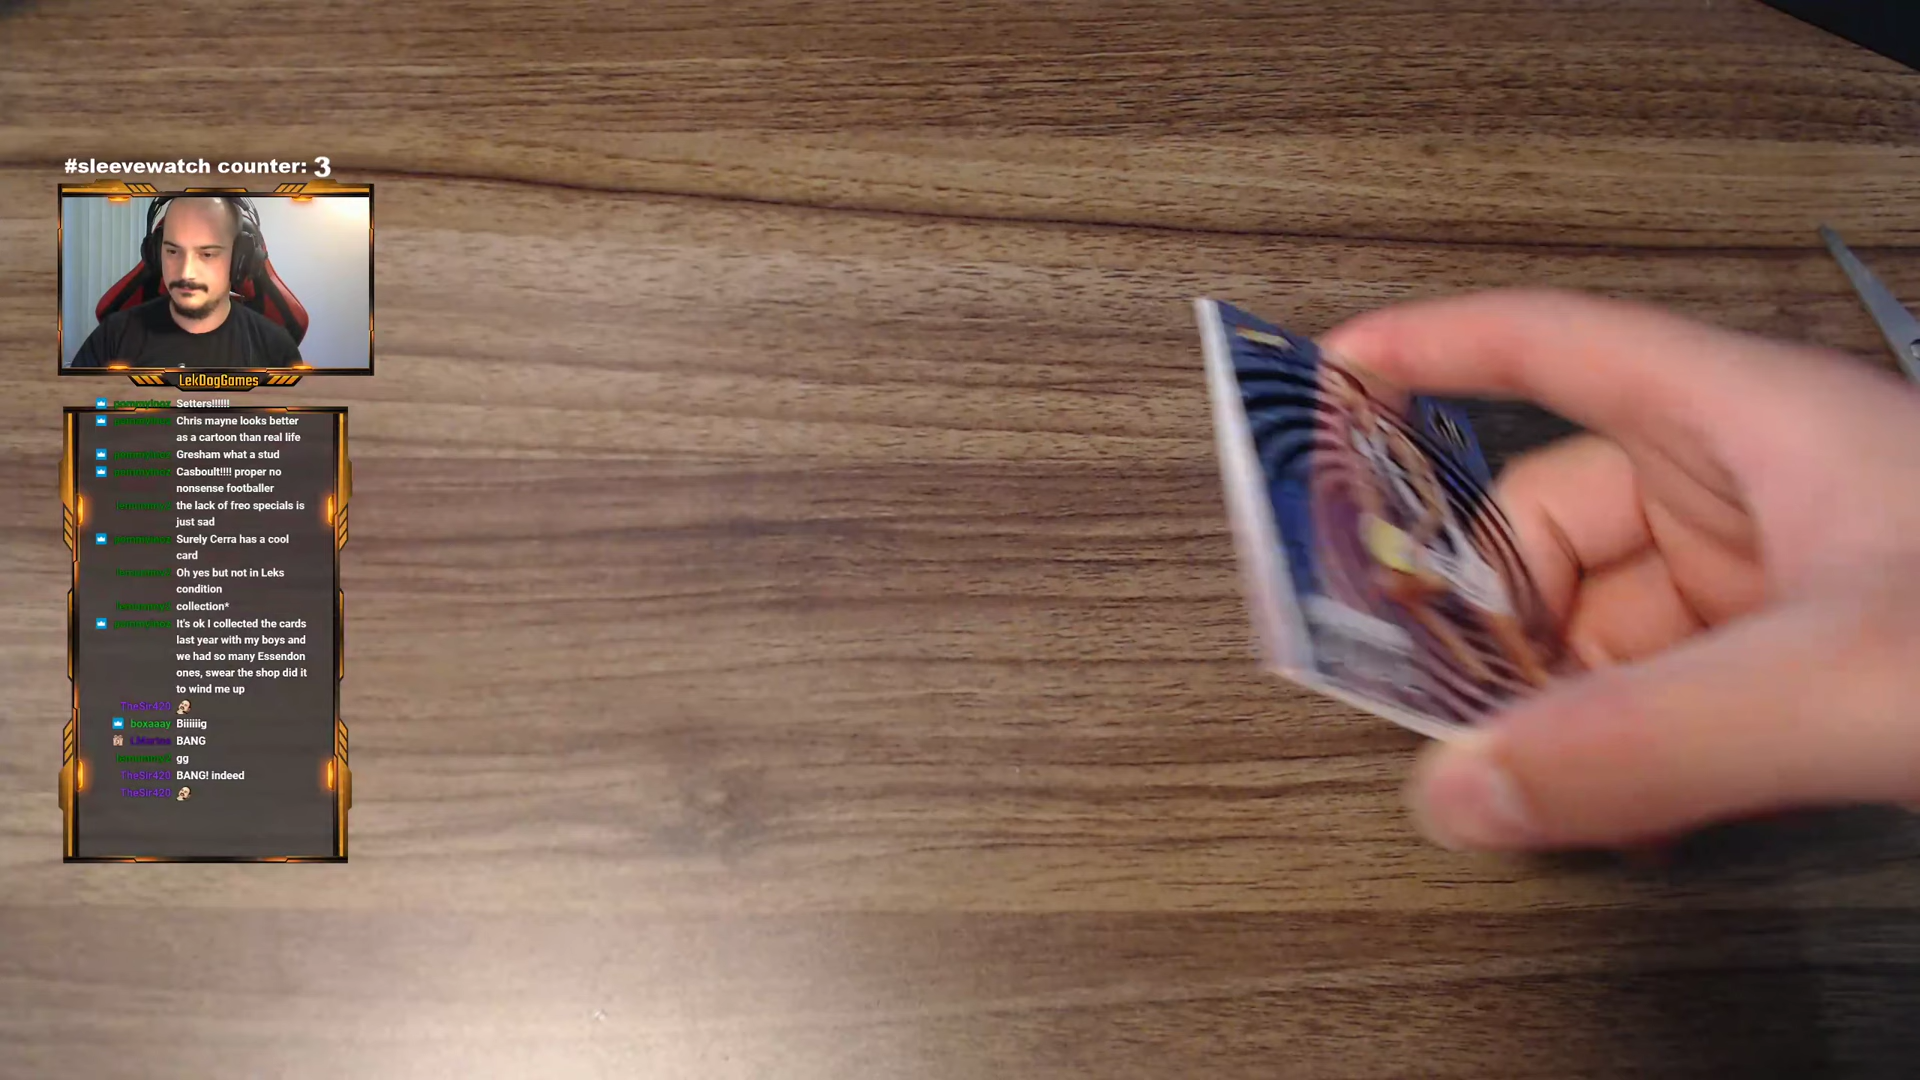 #sleevewatch counter: 3
LekDogGames
Setters!!!!!!
Chris mayne looks better
as a cartoon than real life
Gresham what a stud
Casboult!!!! proper no
nonsense footballer
the lack of freo specials is
just sad
Surely Cerra has a cool
card
Oh yes but not in Leks
condition
collection*
It's ok I collected the cards
last year with my boys and
we had so many Essendon
ones, swear the shop did it
to wind me up
TheSir420
boxaaay Biiiiiig
BANG
gg
TheSir420 BANG! indeed
TheSir420